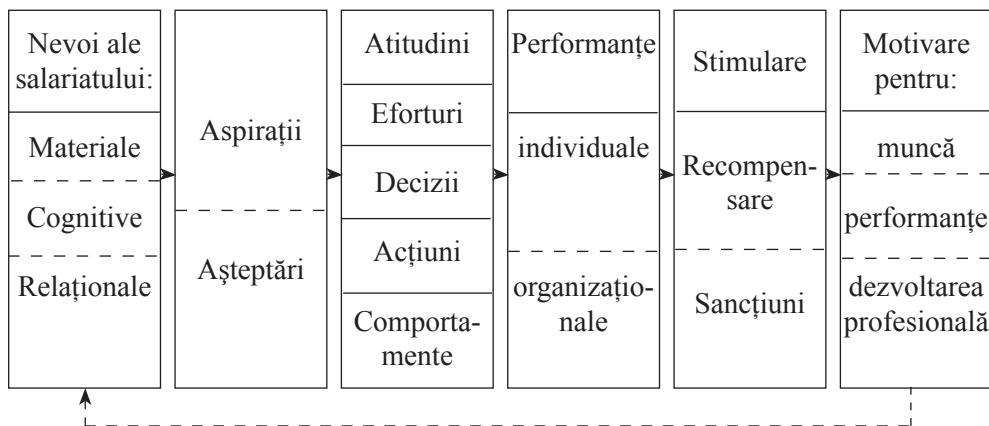 Nevoi ale
salariatului:
Materiale
Cognitive
Relaționale
Aspirații
Aşteptări
Atitudini
Eforturi
Decizii
Acțiuni
Comporta-
mente
Performanțe
individuale
organizațio-
nale
Stimulare
Recompen-
sare
Sancțiuni
Motivare
pentru:
muncă
performanțe
dezvoltarea
profesională